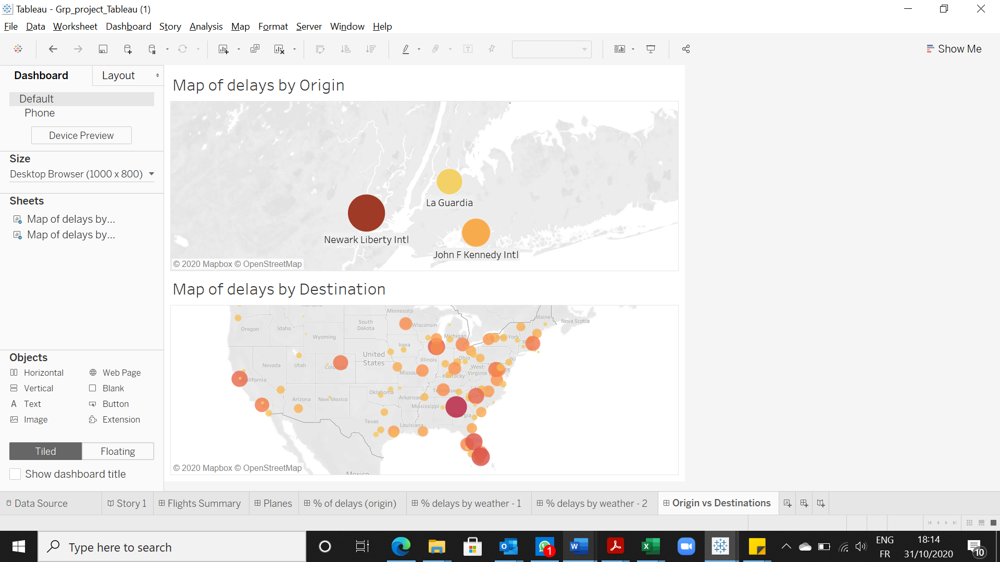 Tableau - Grp_project_Tableau (1)
File Data Worksheet Dashboard Story Analysis Map Format Server Window Help
Show Me
Dashboard Layout
Default
Phone
Device Preview
Size
Desktop Browser (1000 x 800)
Sheets
Map of delays by...
Map of delays by...
Objects
Horizontal Web Page
Vertical Blank
A Text Button
Image Extension
Tiled Floating
Show dashboard title
Map of delays by Origin
La Guardia
Newark Liberty Intl
John F Kennedy Intl
© 2020 Mapbox © OpenStreetMap
Map of delays by Destination
Minnesota
Maine
Nova Scotia
Oregon
Idaho
South
Dakota
Wisconsin
Wyoming
Michigan
Iowa
United
States
Nevada
Utah
Illinois
Ohio
NJ
West
Virginia
DE
Kentucky
Oklahoma
Arkansas
Arizona
New Mexico
Mississippi
Texas
Louisiana
© 2020 Mapbox © OpenStreetMap
Data Source Story 1 Flights Summary Planes % of delays (origin) % delays by weather - 1 % delays by weather - 2 Origin vs Destinations
Type here to search
1
ENG
FR
18:14
31/10/2020
10